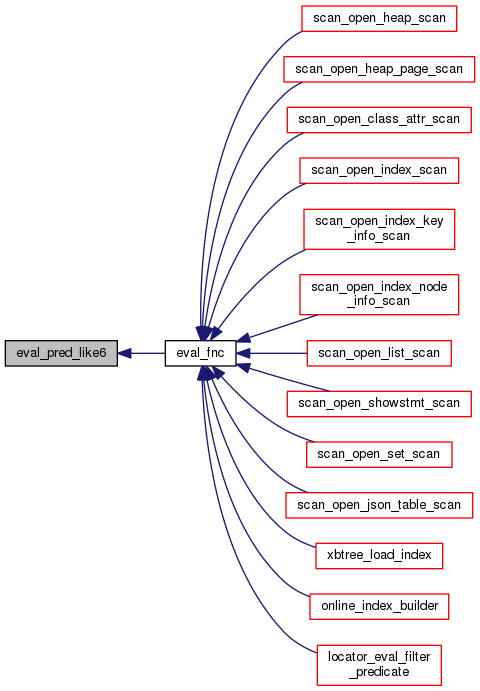 scan_open_heap_scan
scan_open_heap_page_scan
scan_open_class_attr_scan
scan_open_index_scan
scan_open_index_key
_info_scan
scan_open_index_node
_info_scan
eval_pred_like6
eval_fnc
scan_open_list_scan
scan_open_showstmt_scan
scan_open_set_scan
scan_open_json_table_scan
xbtree_load_index
online_index_builder
locator_eval_filter
_predicate